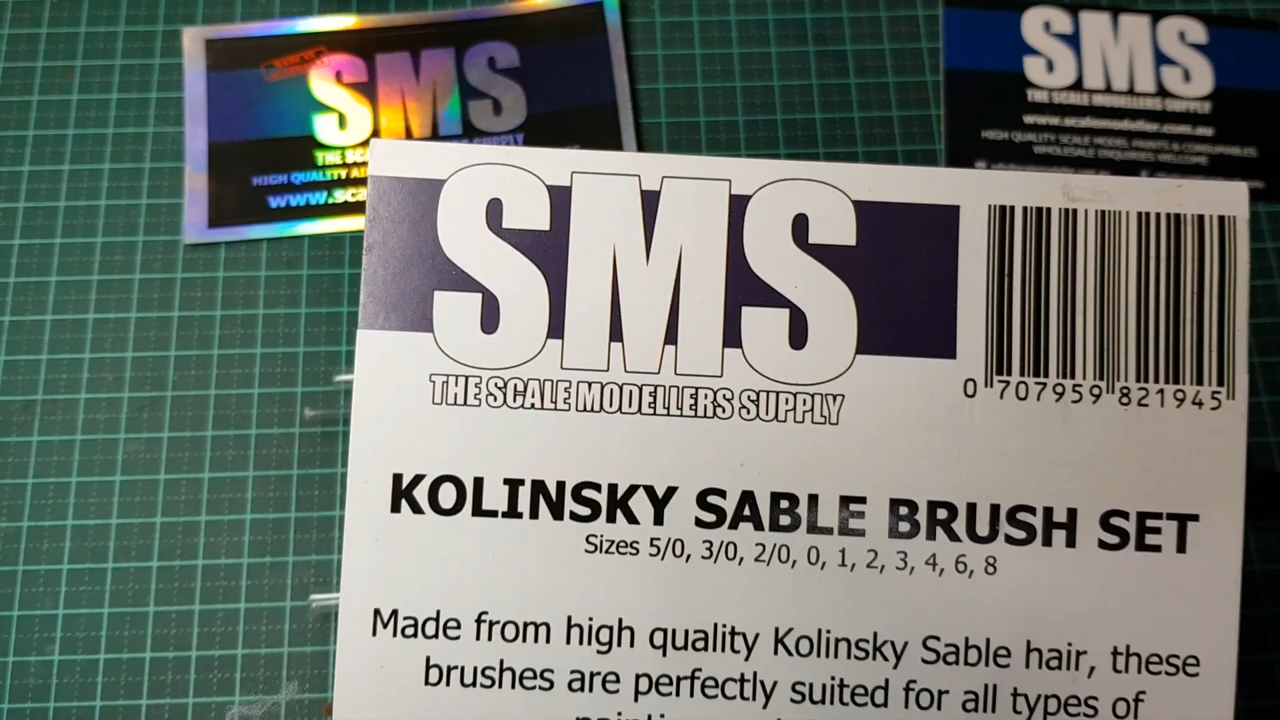 SMS
THE SCA
HIGH QUALITY AI
www.sca
SMS
THE SCALE MODELLERS SUPPLY
www.scalemodeller.com.au
HIGH QUALITY SCALE MODEL PAINTS & CONSUMABLES
WHOLESALE ENQUIRIES WELCOME
SMS
THE SCALE MODELLERS SUPPLY
0 707959 821945
KOLINSKY SABLE BRUSH SET
Sizes 5/0, 3/0, 2/0, 0, 1, 2, 3, 4, 6, 8
Made from high quality Kolinsky Sable hair, these
brushes are perfectly suited for all types of